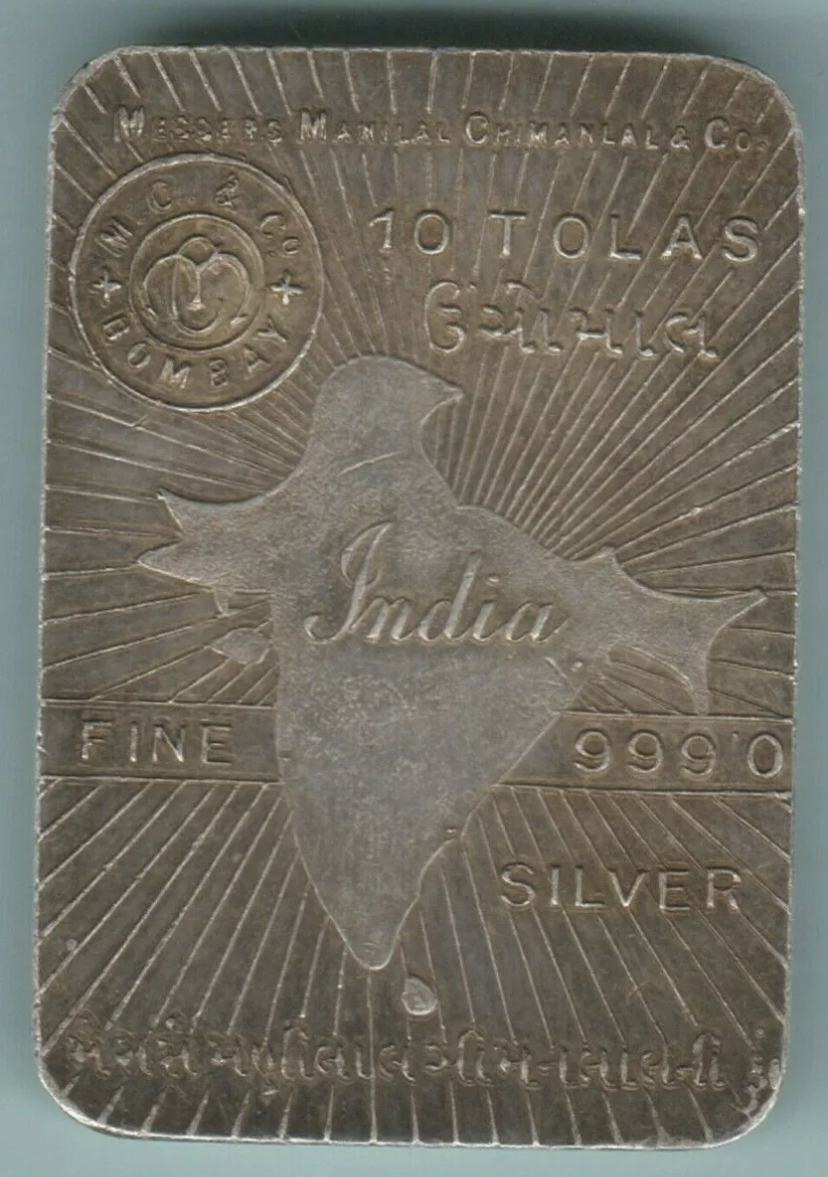 MESSERS MANILAL CHIMANLAL & CO.
M. C. & CO
BOMBAY
10 TOLAS
India
FINE 999.0
SILVER